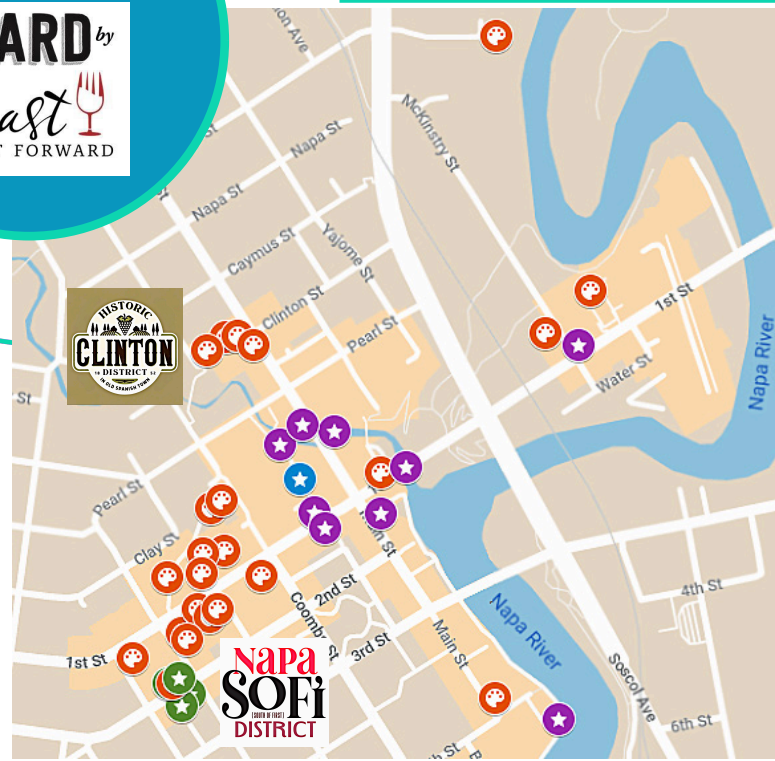 ARD by
ast
T FORWARD
McKinstry St
Napa St
Napa St
Yajome St
Caymus St
Clinton St
Pearl St
1st St
Water St
Napa River
HISTORIC
CLINTON
DISTRICT
IN OLD SPANISH TOWN
St
Pearl St
Clay St
Main St
2nd St
Coombs St
3rd St
1st St
Main St
Napa River
4th St
Soscol Ave
6th St
NAPA
SOFi
[SOUTH OF FIRST]
DISTRICT